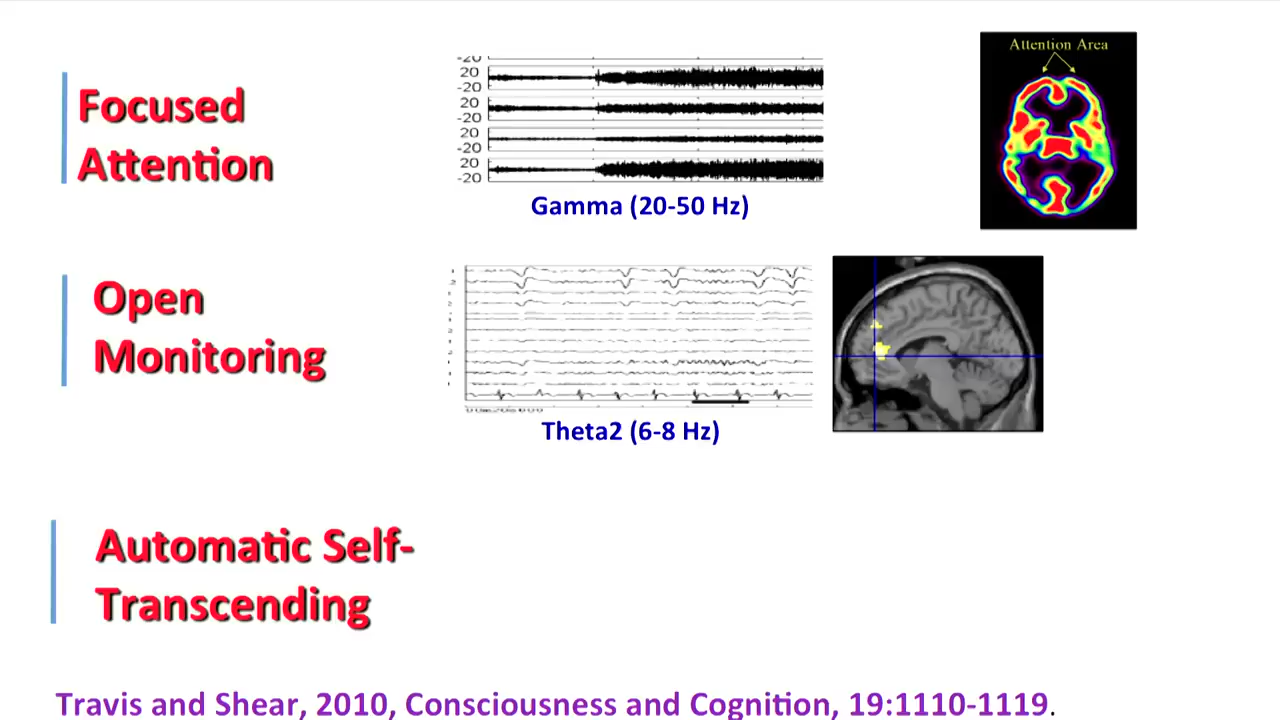 Focused
Attention
-20
20
-20
20
-20
20
-20
20
-20
Gamma (20-50 Hz)
Attention Area
Open
Monitoring
Theta2 (6-8 Hz)
Automatic Self-
Transcending
Travis and Shear, 2010, Consciousness and Cognition, 19:1110-1119.